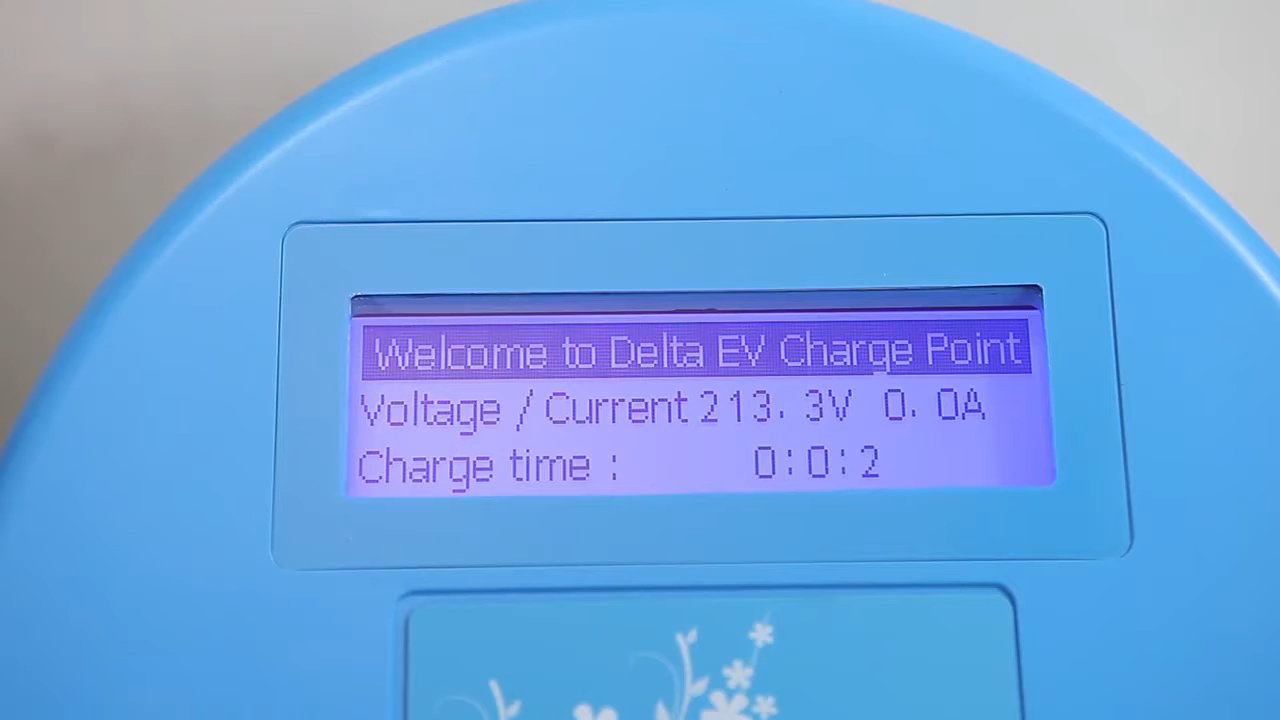 Welcome to Delta EV Charge Point
Voltage / Current 213.3V 0.0A
Charge time : 0:0:2